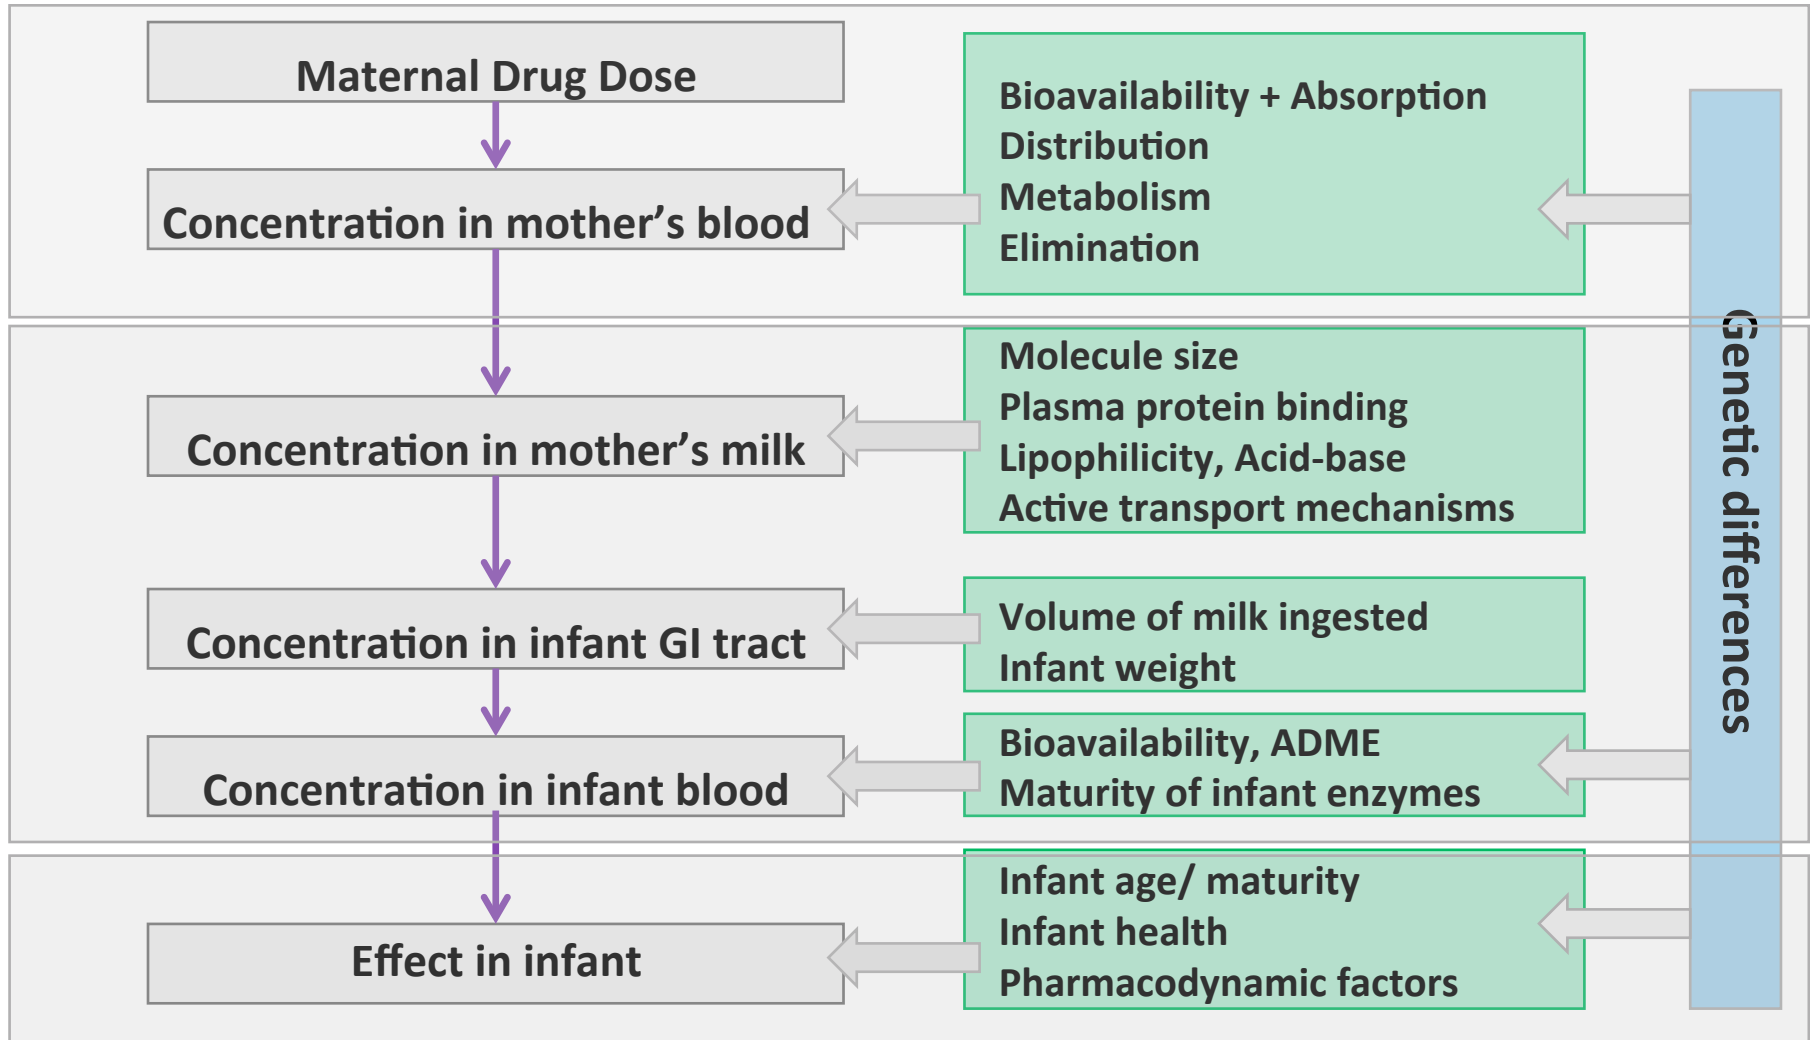 Maternal Drug Dose
Concentration in mother’s blood
Bioavailability + Absorption
Distribution
Metabolism
Elimination
Concentration in mother’s milk
Molecule size
Plasma protein binding
Lipophilicity, Acid-base
Active transport mechanisms
Concentration in infant GI tract
Volume of milk ingested
Infant weight
Concentration in infant blood
Bioavailability, ADME
Maturity of infant enzymes
Effect in infant
Infant age/ maturity
Infant health
Pharmacodynamic factors
Genetic differences